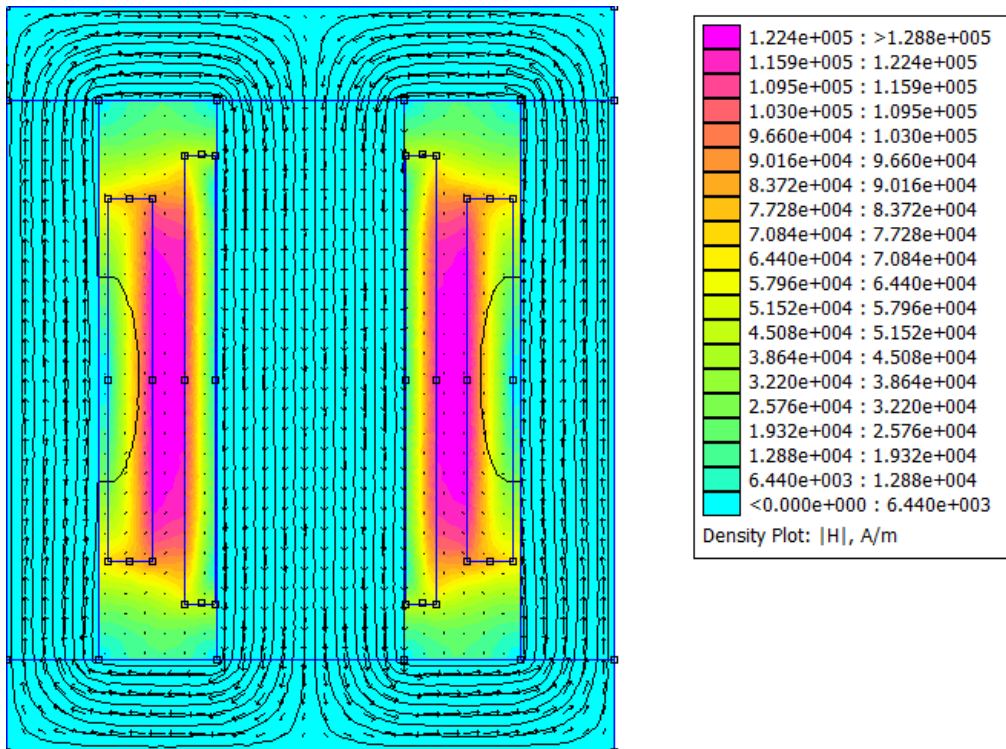 1.224e+005 : >1.288e+005
1.159e+005 : 1.224e+005
1.095e+005 : 1.159e+005
1.030e+005 : 1.095e+005
9.660e+004 : 1.030e+005
9.016e+004 : 9.660e+004
8.372e+004 : 9.016e+004
7.728e+004 : 8.372e+004
7.084e+004 : 7.728e+004
6.440e+004 : 7.084e+004
5.796e+004 : 6.440e+004
5.152e+004 : 5.796e+004
4.508e+004 : 5.152e+004
3.864e+004 : 4.508e+004
3.220e+004 : 3.864e+004
2.576e+004 : 3.220e+004
1.932e+004 : 2.576e+004
1.288e+004 : 1.932e+004
6.440e+003 : 1.288e+004
<0.000e+000 : 6.440e+003
Density Plot: |H|, A/m